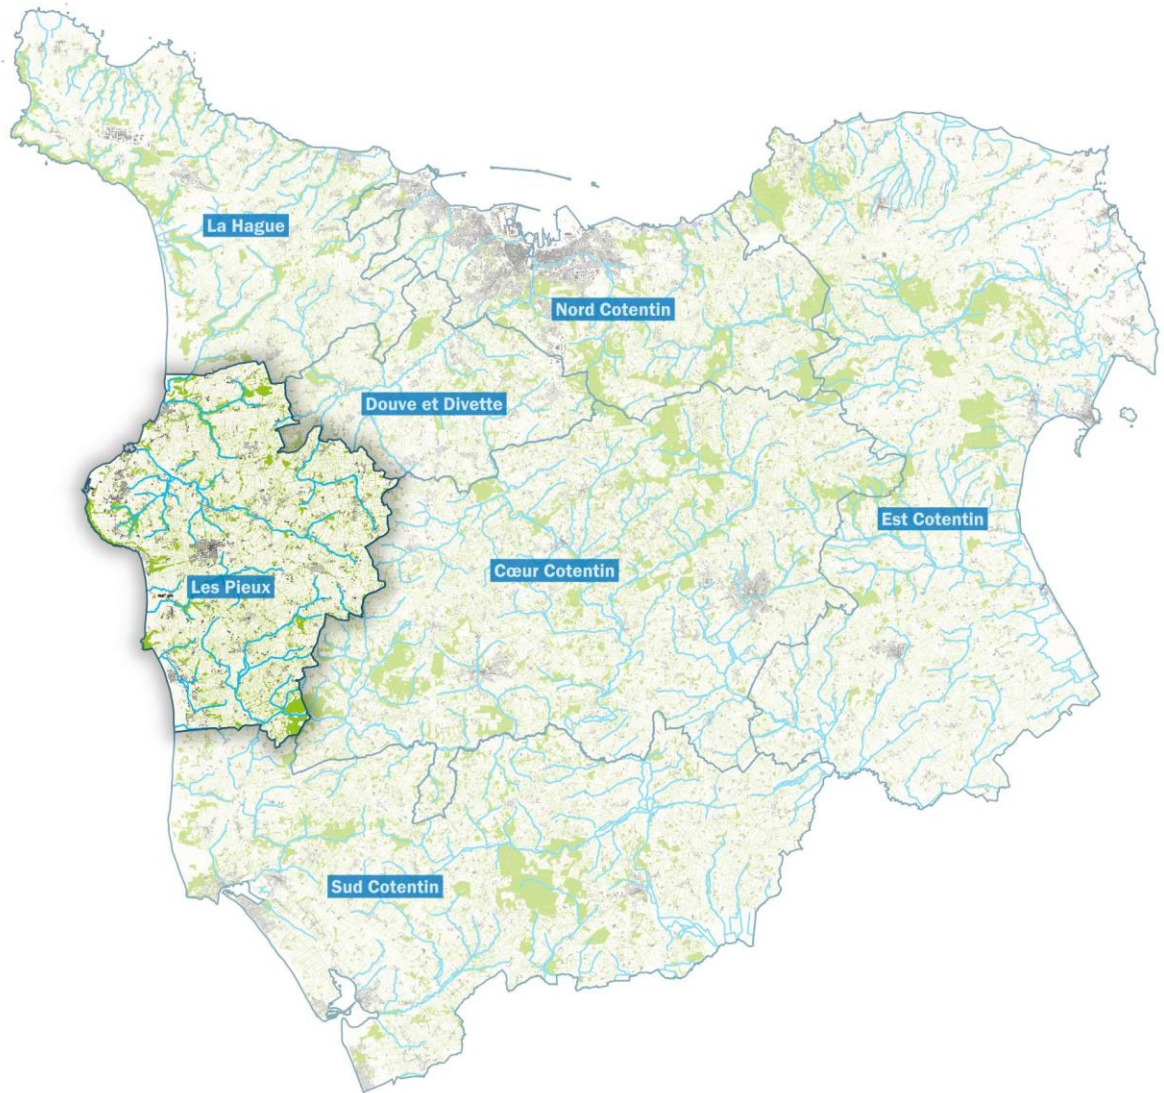 La Hague
Nord Cotentin
Douve et Divette
Est Cotentin
Cœur Cotentin
Les Pieux
Sud Cotentin